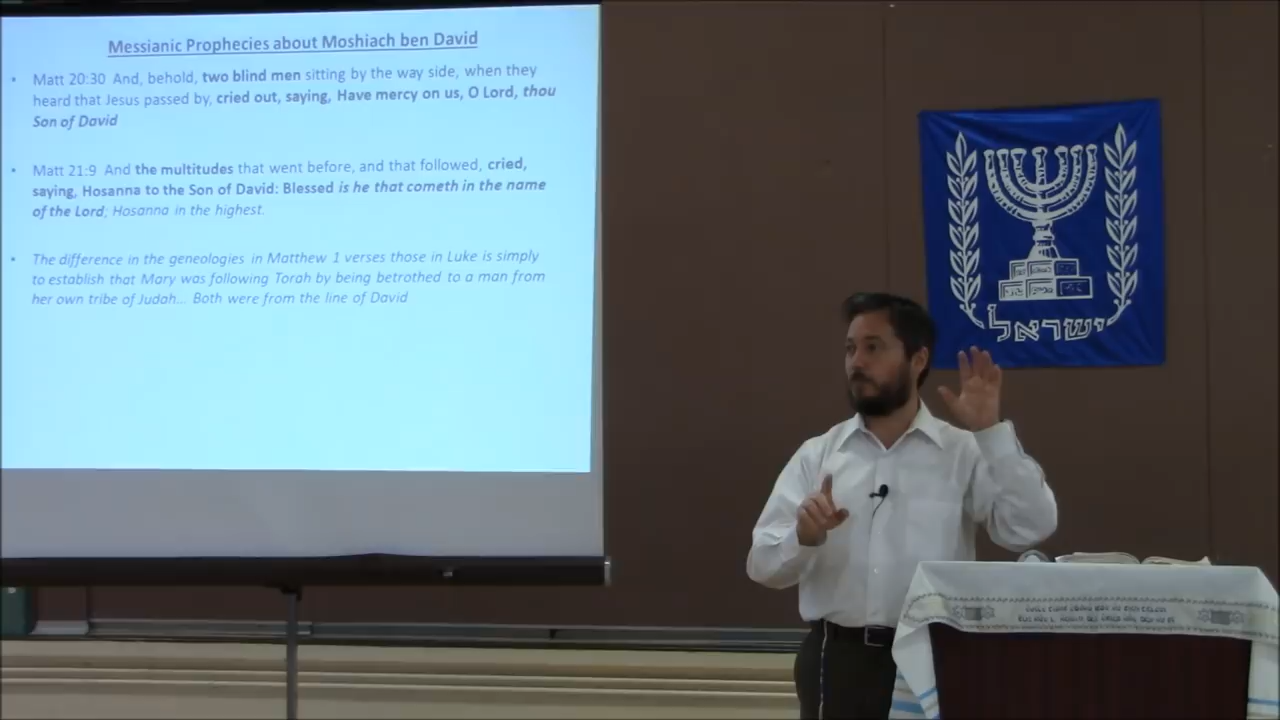 Messianic Prophecies about Moshiach ben David
• Matt 20:30 And, behold, two blind men sitting by the way side, when they
heard that Jesus passed by, cried out, saying, Have mercy on us, O Lord, thou
Son of David
• Matt 21:9 And the multitudes that went before, and that followed, cried,
saying, Hosanna to the Son of David: Blessed is he that cometh in the name
of the Lord; Hosanna in the highest.
• The difference in the geneologies in Matthew 1 verses those in Luke is simply
to establish that Mary was following Torah by being betrothed to a man from
her own tribe of Judah... Both were from the line of David
ישראל